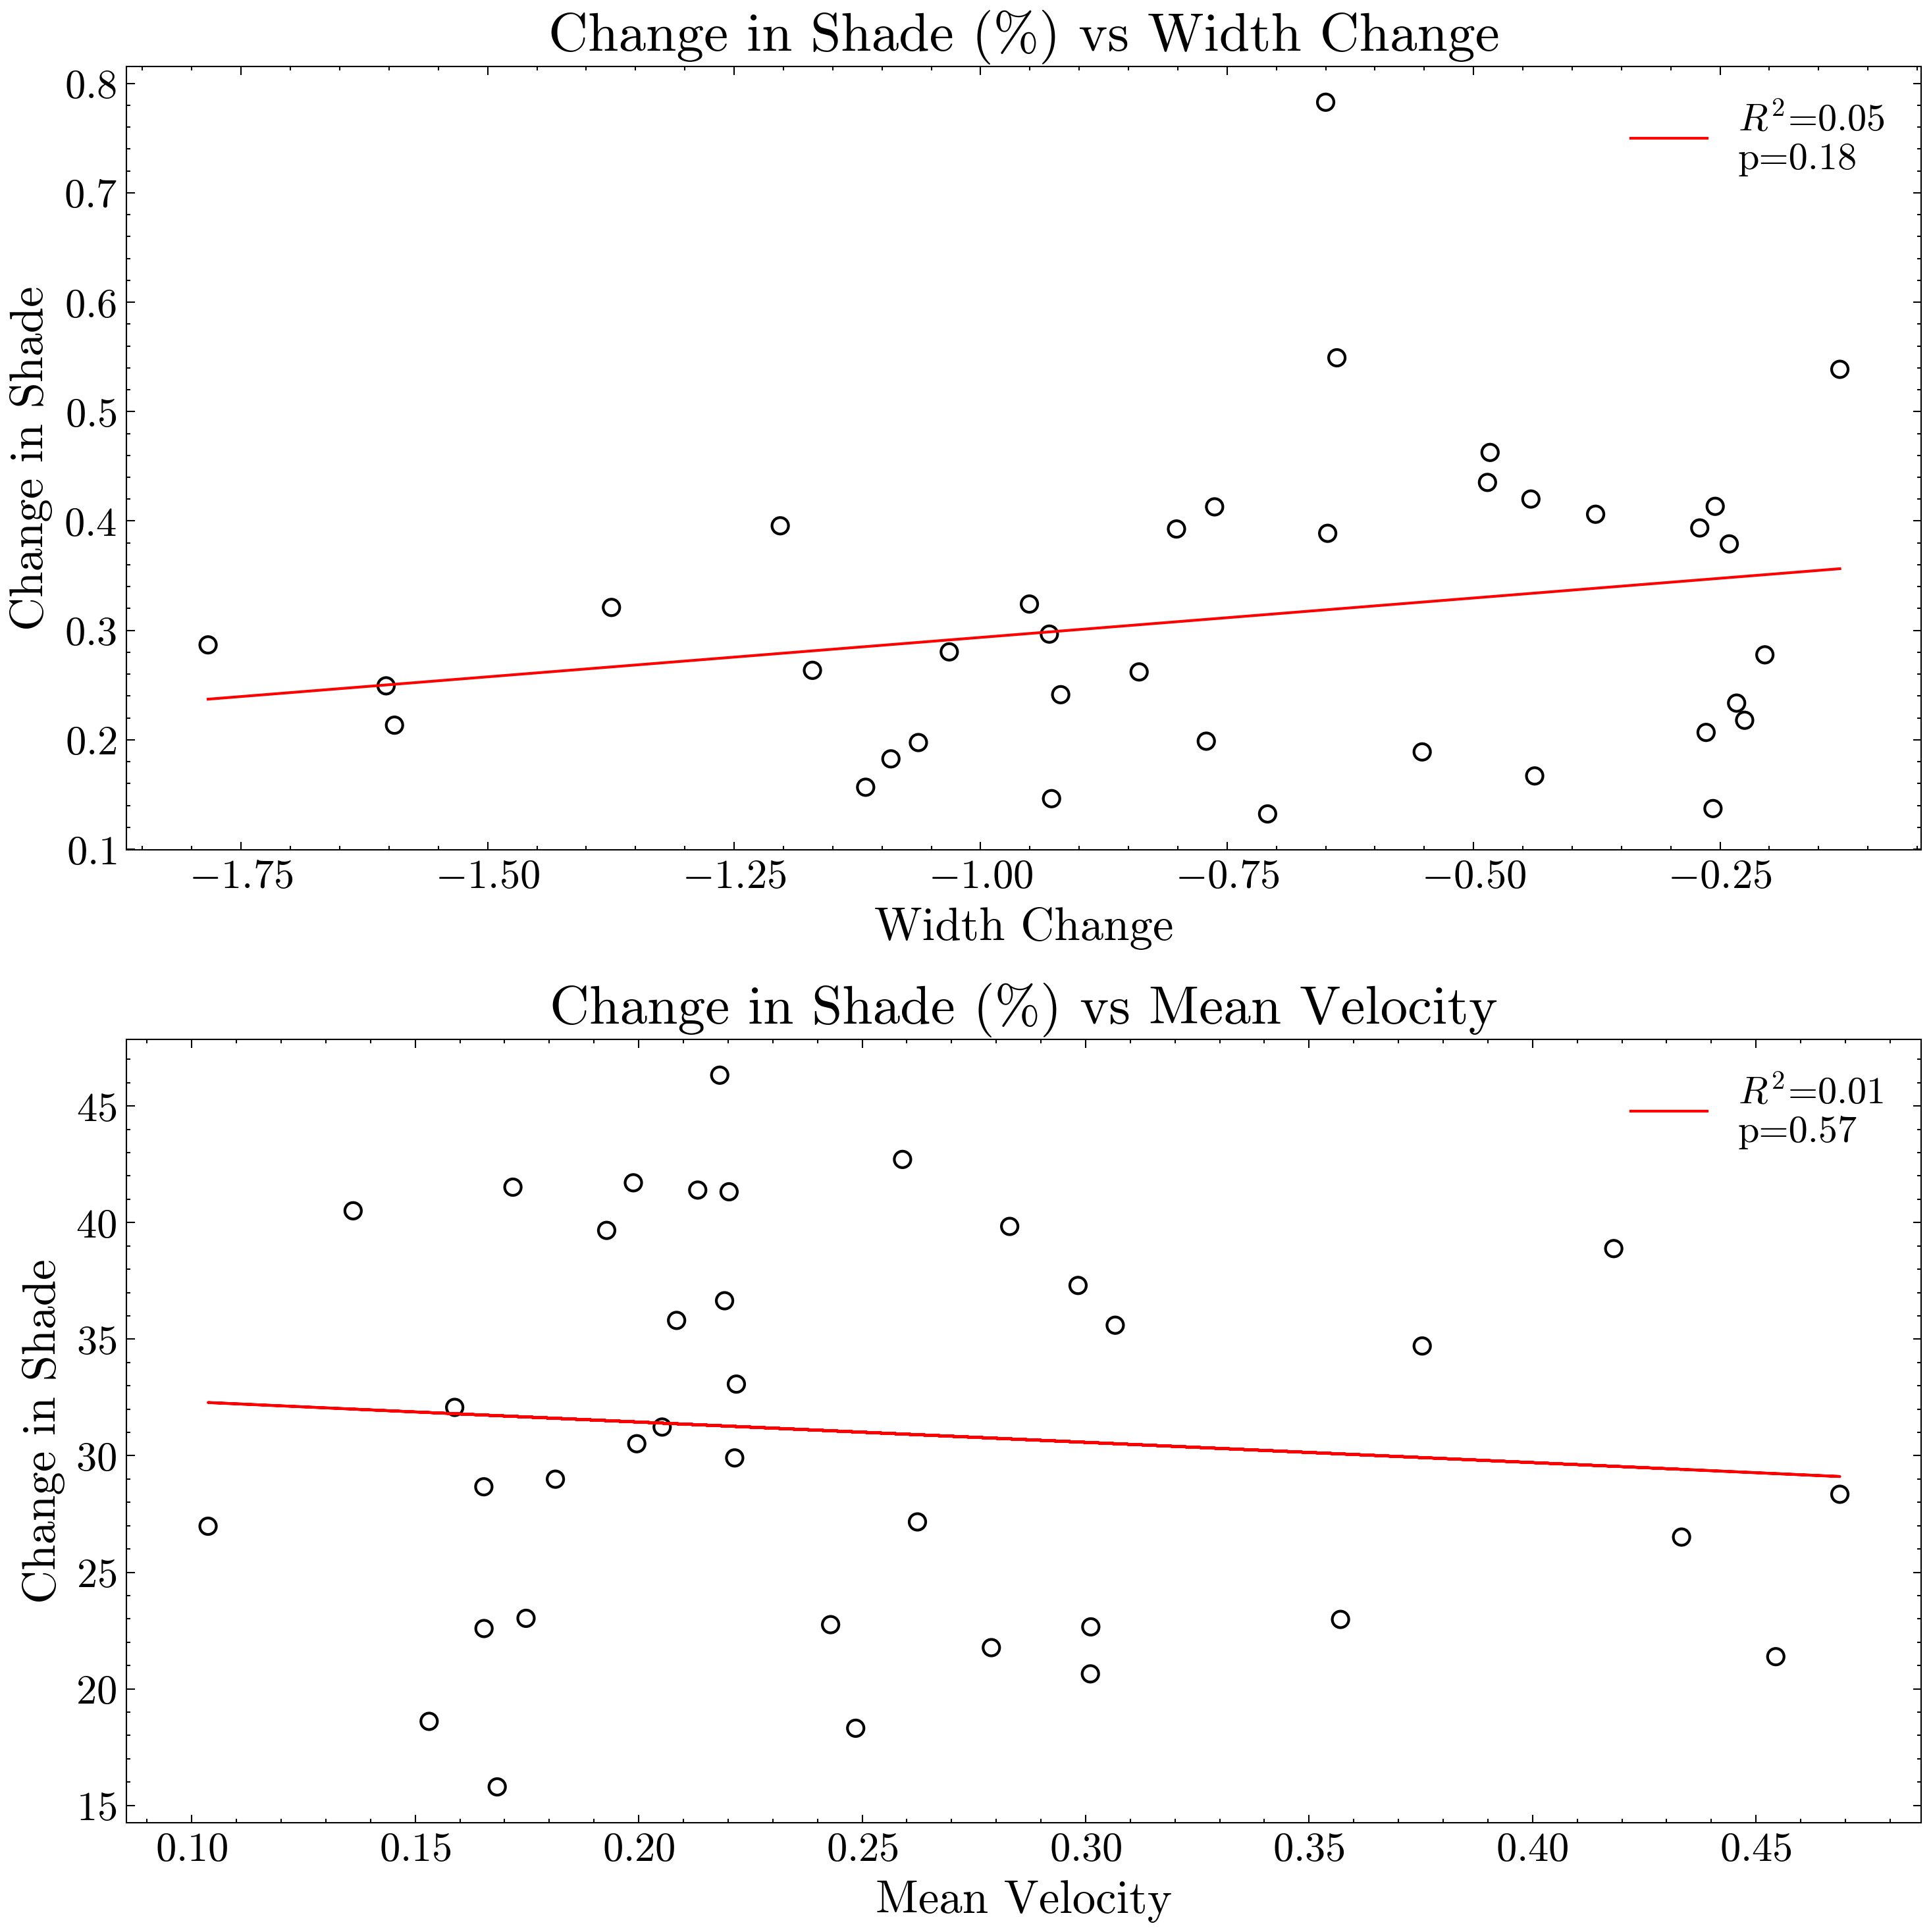 Change in Shade (%) vs Width Change
R²=0.05
p=0.18
Change in Shade
0.8
0.7
0.6
0.5
0.4
0.3
0.2
0.1
−1.75 −1.50 −1.25 −1.00 −0.75 −0.50 −0.25
Width Change
Change in Shade (%) vs Mean Velocity
R²=0.01
p=0.57
Change in Shade
45
40
35
30
25
20
15
0.10 0.15 0.20 0.25 0.30 0.35 0.40 0.45
Mean Velocity